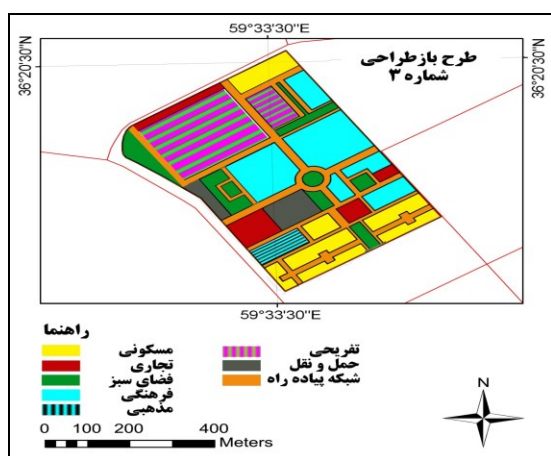 59°33'30"E
36°20'30"N
36°20'30"N
طرح بازطراحی
شماره ۳
59°33'30"E
راهنما
مسکونی
تجاری
فضای سبز
فرهنگی
مذهبی
تفریحی
حمل و نقل
شبکه پیاده راه
0 100 200 400
Meters
N